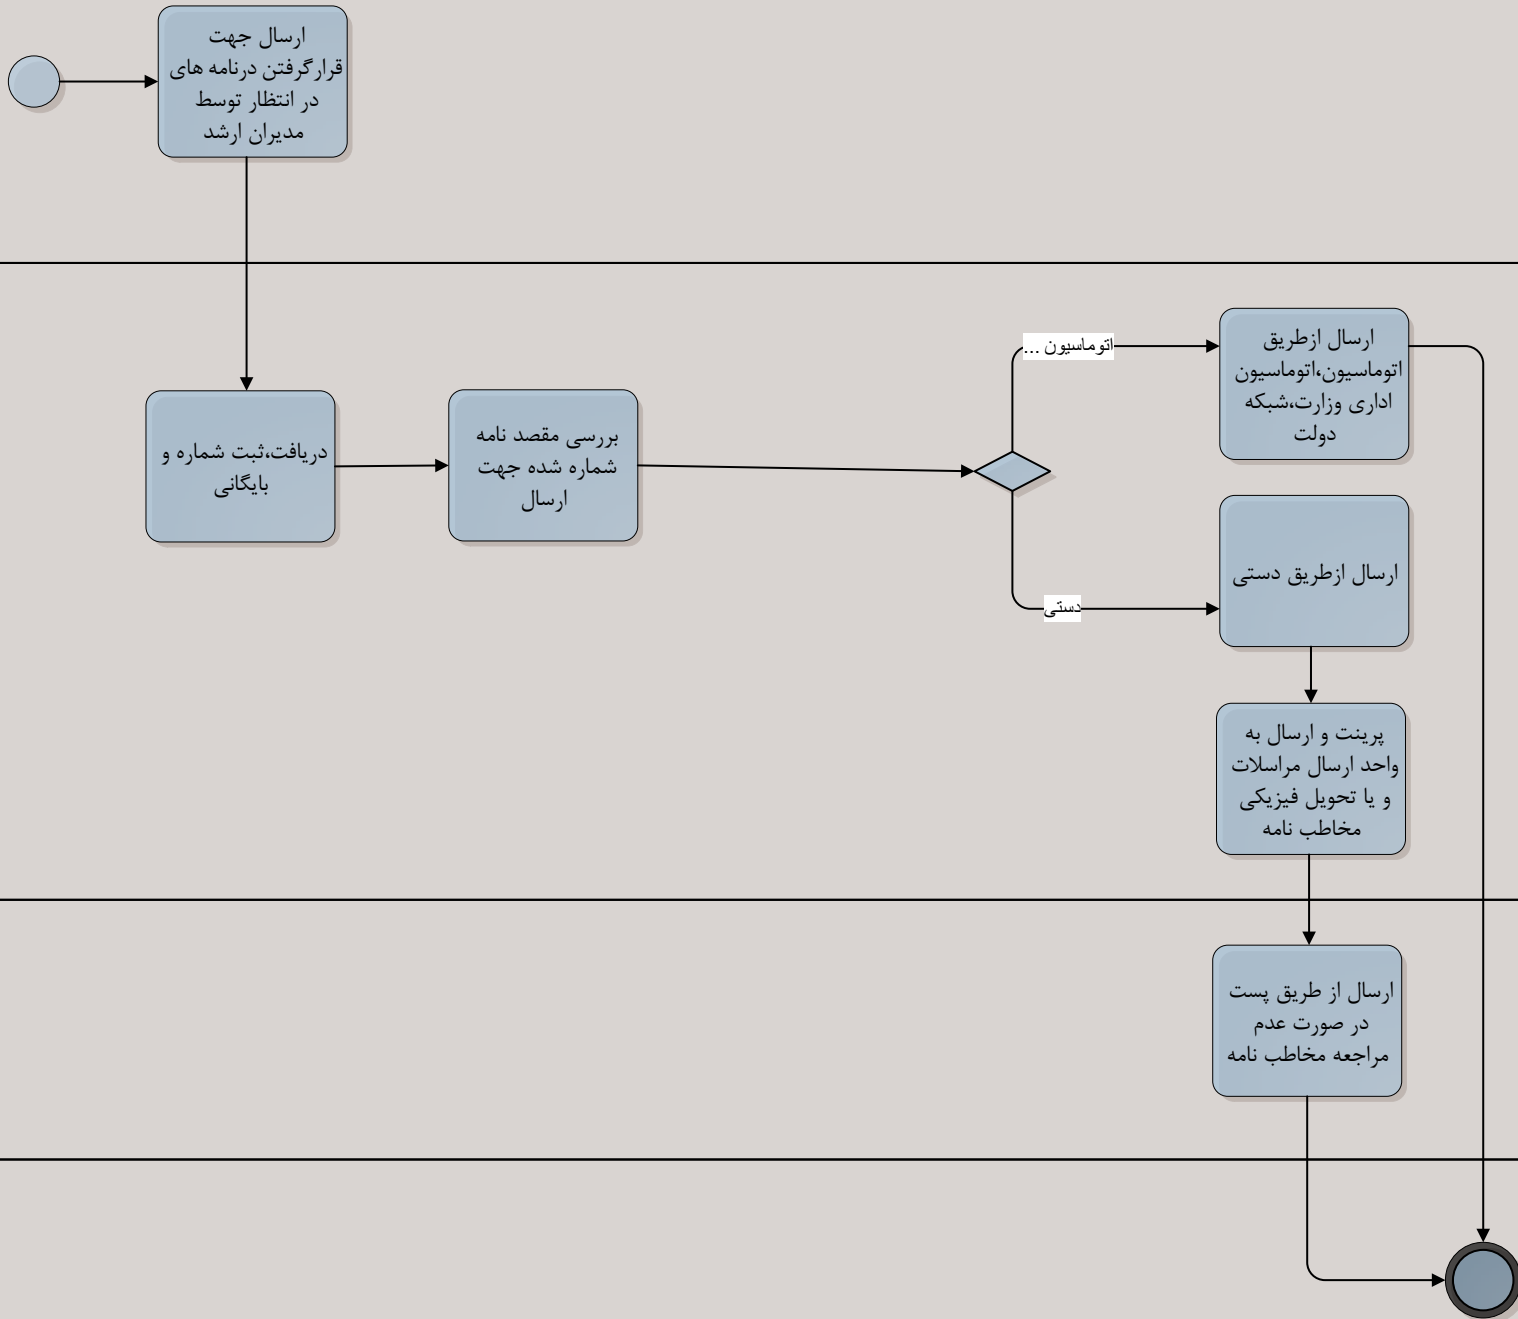 ارسال جهت
قرارگرفتن درنامه های
در انتظار توسط
مدیران ارشد
دریافت،ثبت شماره و
بایگانی
بررسی مقصد نامه
شماره شده جهت
ارسال
اتوماسیون ...
ارسال ازطریق
اتوماسیون،اتوماسیون
اداری وزارت،شبکه
دولت
دستی
ارسال ازطریق دستی
پرینت و ارسال به
واحد ارسال مراسلات
و یا تحویل فیزیکی
مخاطب نامه
ارسال از طریق پست
در صورت عدم
مراجعه مخاطب نامه